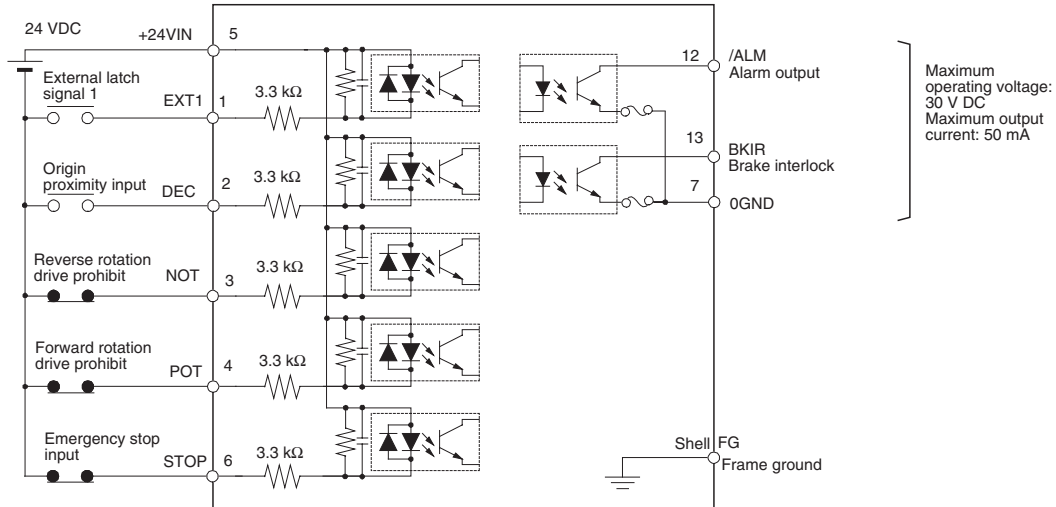 24 VDC
+24VIN
5
External latch
signal 1
EXT1
1
3.3 kΩ
Origin
proximity input
DEC
2
3.3 kΩ
Reverse rotation
drive prohibit
NOT
3
3.3 kΩ
Forward rotation
drive prohibit
POT
4
3.3 kΩ
Emergency stop
input
STOP
6
3.3 kΩ
12
/ALM
Alarm output
13
BKIR
Brake interlock
7
0GND
Maximum
operating voltage:
30 V DC
Maximum output
current: 50 mA
Shell
FG
Frame ground